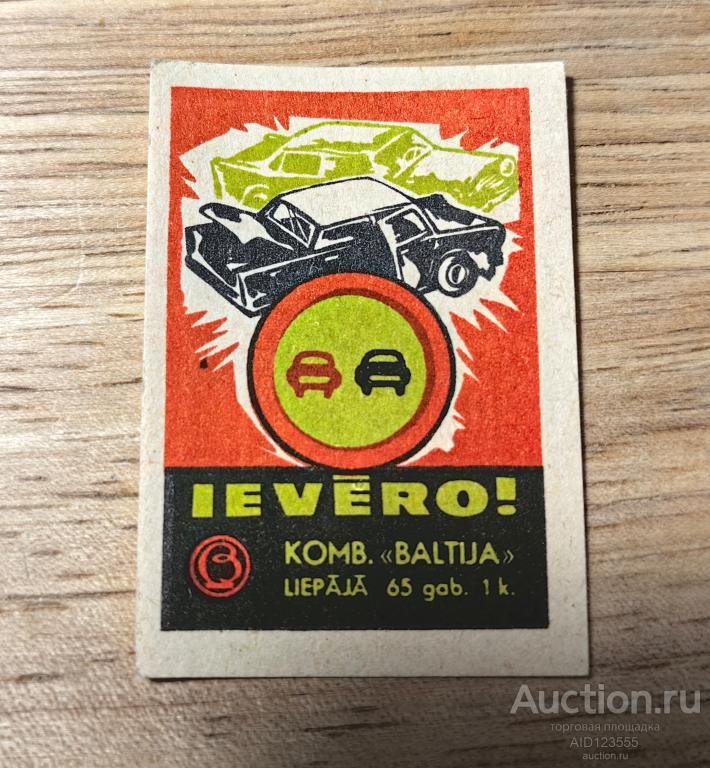 IEVĒRO!
KOMB. «BALTIJA»
LIEPĀJĀ 65 gab. 1 k.
Auction.ru
торговая площадка
AID123555
auction.ru